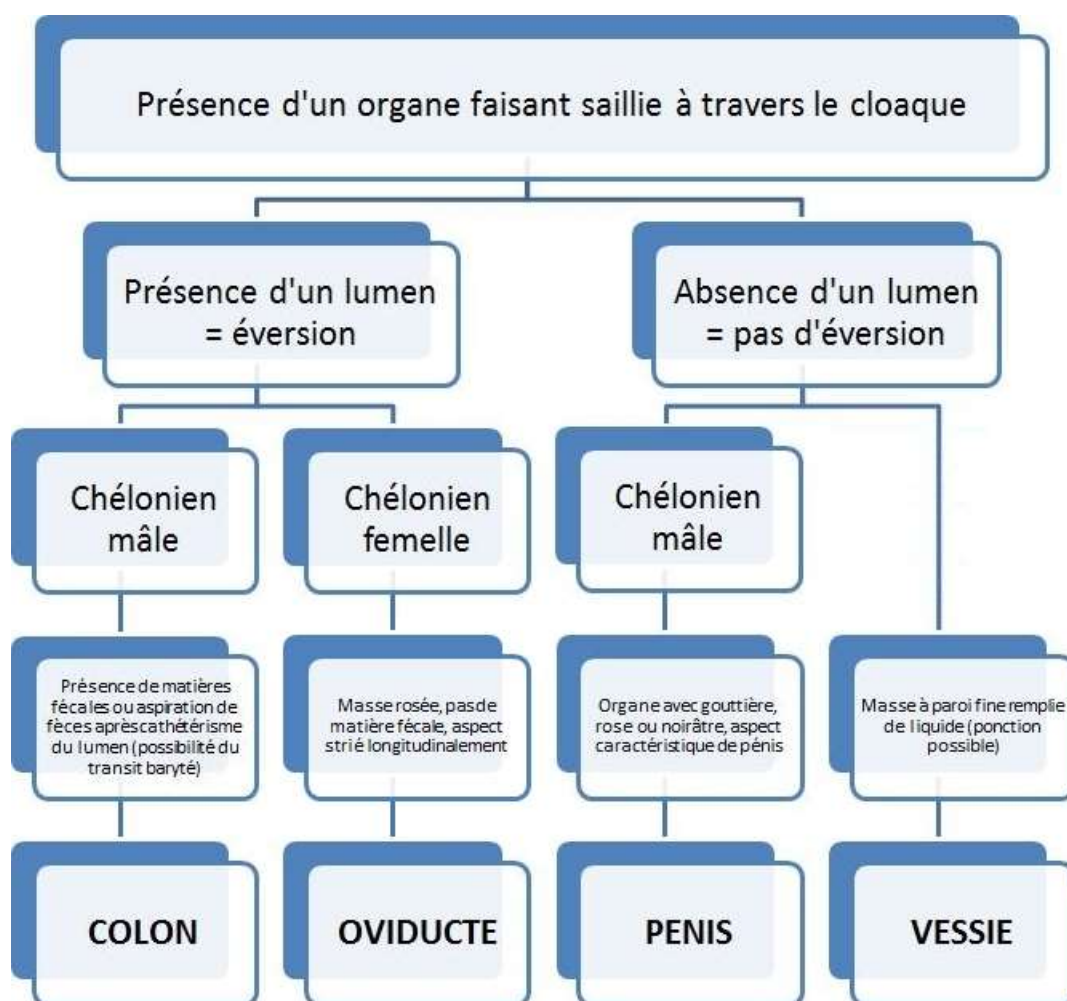 Présence d'un organe faisant saillie à travers le cloaque
Présence d'un lumen
= éversion
Absence d'un lumen
= pas d'éversion
Chélonien
mâle
Chélonien
femelle
Chélonien
mâle
Présence de matières
fécales ou aspiration de
fèces aprèscathétérisme
du lumen (possibilité du
transit baryté)
Masse rosée, pas de
matière fécale, aspect
strié longitudinalement
Organe avec gouttière,
rose ou noirâtre, aspect
caractéristique de pénis
Masse à paroi fine remplie
de liquide (ponction
possible)
COLON
OVIDUCTE
PENIS
VESSIE